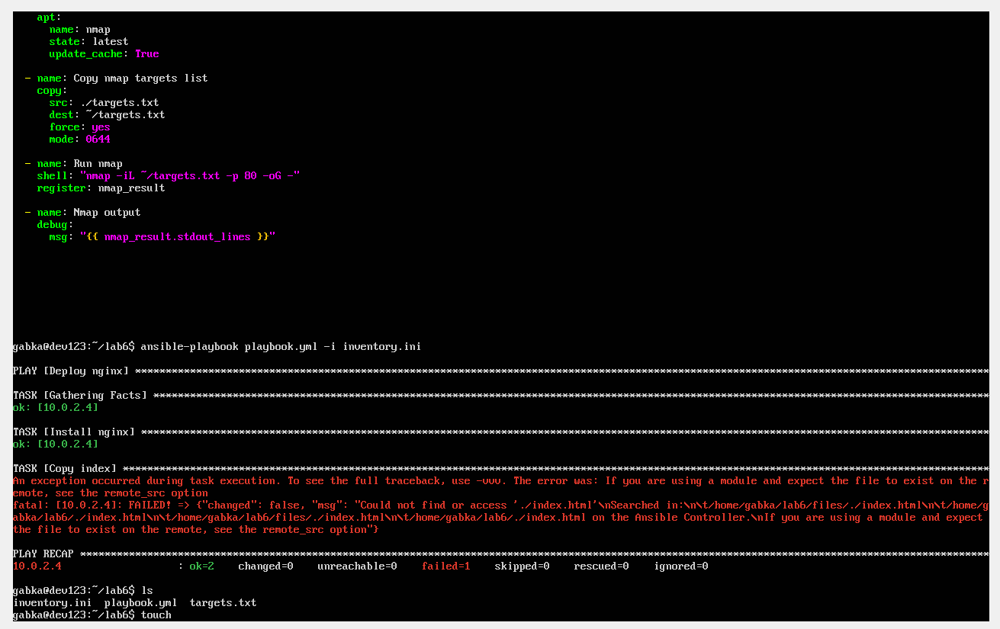 apt:
      name: nmap
      state: latest
      update_cache: True

  - name: Copy nmap targets list
    copy:
      src: ./targets.txt
      dest: ~/targets.txt
      force: yes
      mode: 0644

  - name: Run nmap
    shell: "nmap -iL ~/targets.txt -p 80 -oG -"
    register: nmap_result

  - name: Nmap output
    debug:
      msg: "{{ nmap_result.stdout_lines }}"

gabka@dev123:~/lab6$ ansible-playbook playbook.yml -i inventory.ini

PLAY [Deploy nginx] ********************************************************************************************************************************************

TASK [Gathering Facts] *****************************************************************************************************************************************
ok: [10.0.2.4]

TASK [Install nginx] *******************************************************************************************************************************************
ok: [10.0.2.4]

TASK [Copy index] **********************************************************************************************************************************************
An exception occurred during task execution. To see the full traceback, use -vvv. The error was: If you are using a module and expect the file to exist on the r
emote, see the remote_src option
fatal: [10.0.2.4]: FAILED! => {"changed": false, "msg": "Could not find or access './index.html'\nSearched in:\n\t/home/gabka/lab6/files/./index.html\n\t/home/g
abka/lab6/./index.html\n\t/home/gabka/lab6/files/./index.html\n\t/home/gabka/lab6/./index.html on the Ansible Controller.\nIf you are using a module and expect
the file to exist on the remote, see the remote_src option"}

PLAY RECAP *****************************************************************************************************************************************************
10.0.2.4                   : ok=2    changed=0    unreachable=0    failed=1    skipped=0    rescued=0    ignored=0

gabka@dev123:~/lab6$ ls
inventory.ini  playbook.yml  targets.txt
gabka@dev123:~/lab6$ touch